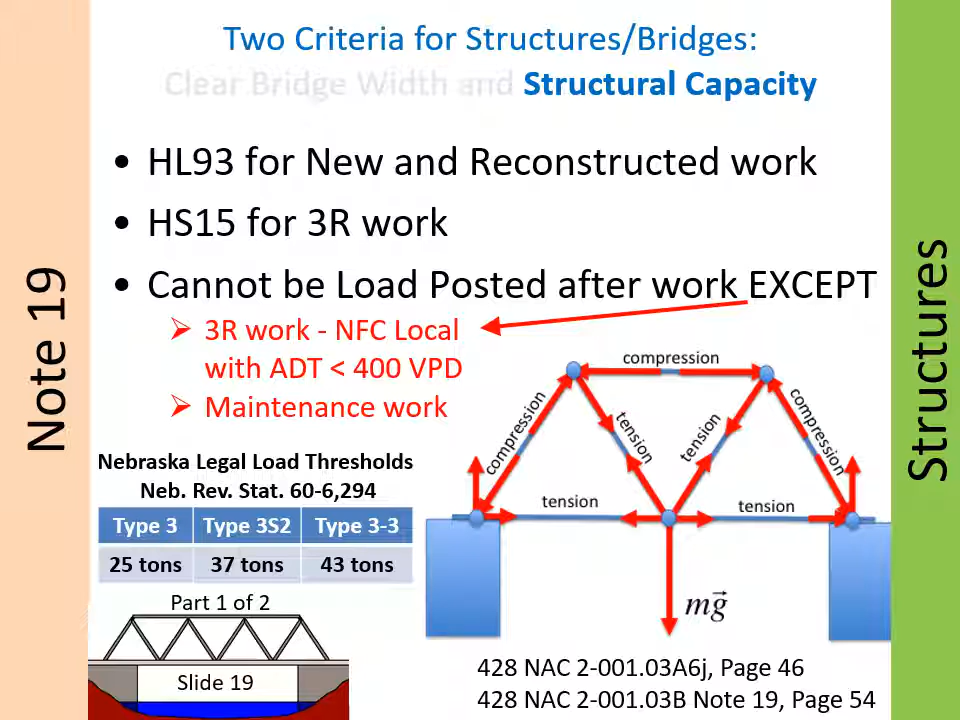 Two Criteria for Structures/Bridges:
Clear Bridge Width and Structural Capacity
• HL93 for New and Reconstructed work
• HS15 for 3R work
• Cannot be Load Posted after work EXCEPT
➢ 3R work - NFC Local
with ADT < 400 VPD
➢ Maintenance work
Note 19
Structures
Nebraska Legal Load Thresholds
Neb. Rev. Stat. 60-6,294
Type 3 Type 3S2 Type 3-3
25 tons 37 tons 43 tons
Part 1 of 2
Slide 19
compression
compression
tension
tension
compression
tension
tension
mg⃗
428 NAC 2-001.03A6j, Page 46
428 NAC 2-001.03B Note 19, Page 54